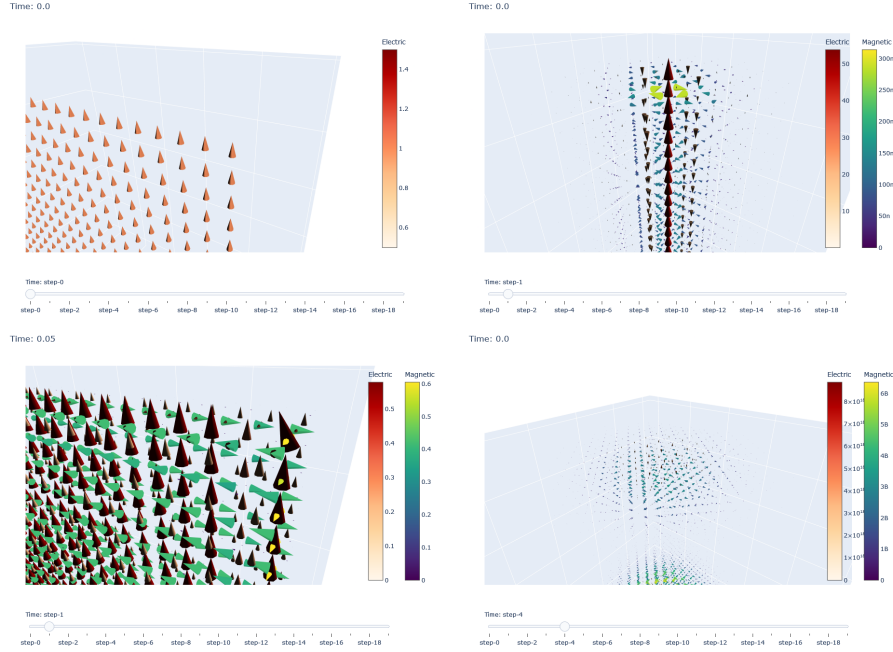 Time: 0.0
Electric
1.4
1.2
1
0.8
0.6
Time: step-0
step-0 step-2 step-4 step-6 step-8 step-10 step-12 step-14 step-16 step-18
Time: 0.0
Electric Magnetic
50
40
30
20
10
300m
250m
200m
150m
100m
50m
0
Time: step-1
step-0 step-2 step-4 step-6 step-8 step-10 step-12 step-14 step-16 step-18
Time: 0.05
Electric Magnetic
0.5
0.4
0.3
0.2
0.1
0
0.6
0.5
0.4
0.3
0.2
0.1
0
Time: step-1
step-0 step-2 step-4 step-6 step-8 step-10 step-12 step-14 step-16 step-18
Time: 0.0
Electric Magnetic
0
6B
5B
4B
3B
2B
1B
0
Time: step-4
step-0 step-2 step-4 step-6 step-8 step-10 step-12 step-14 step-16 step-18